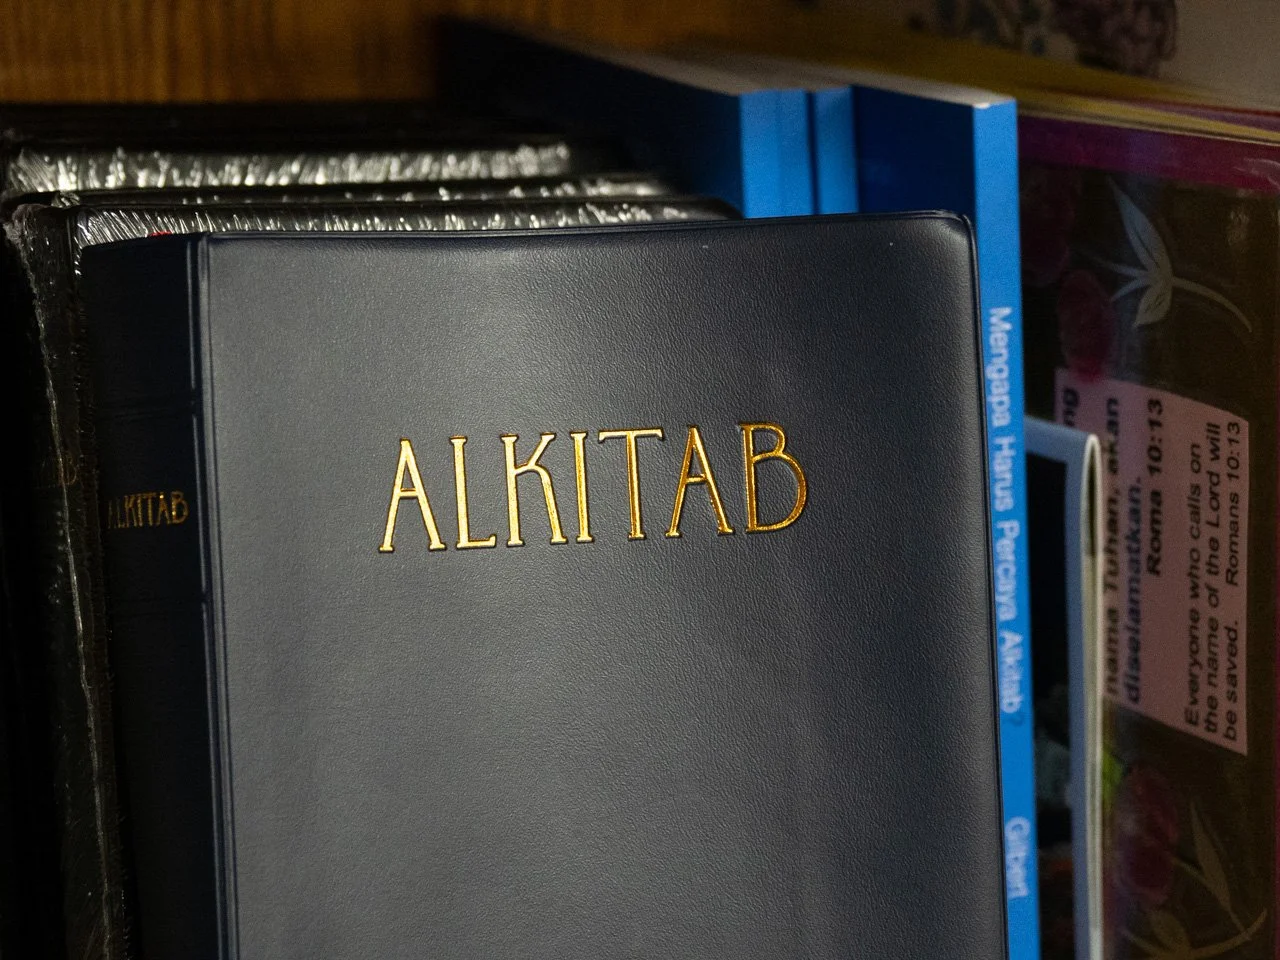 ALKITAB
ALKITAB
Mengapa Harus Percaya Alkitab
Gilbert
ng
nama Tuhan, akan
diselamatkan.
Roma 10:13
Everyone who calls on
the name of the Lord will
be saved. Romans 10:13